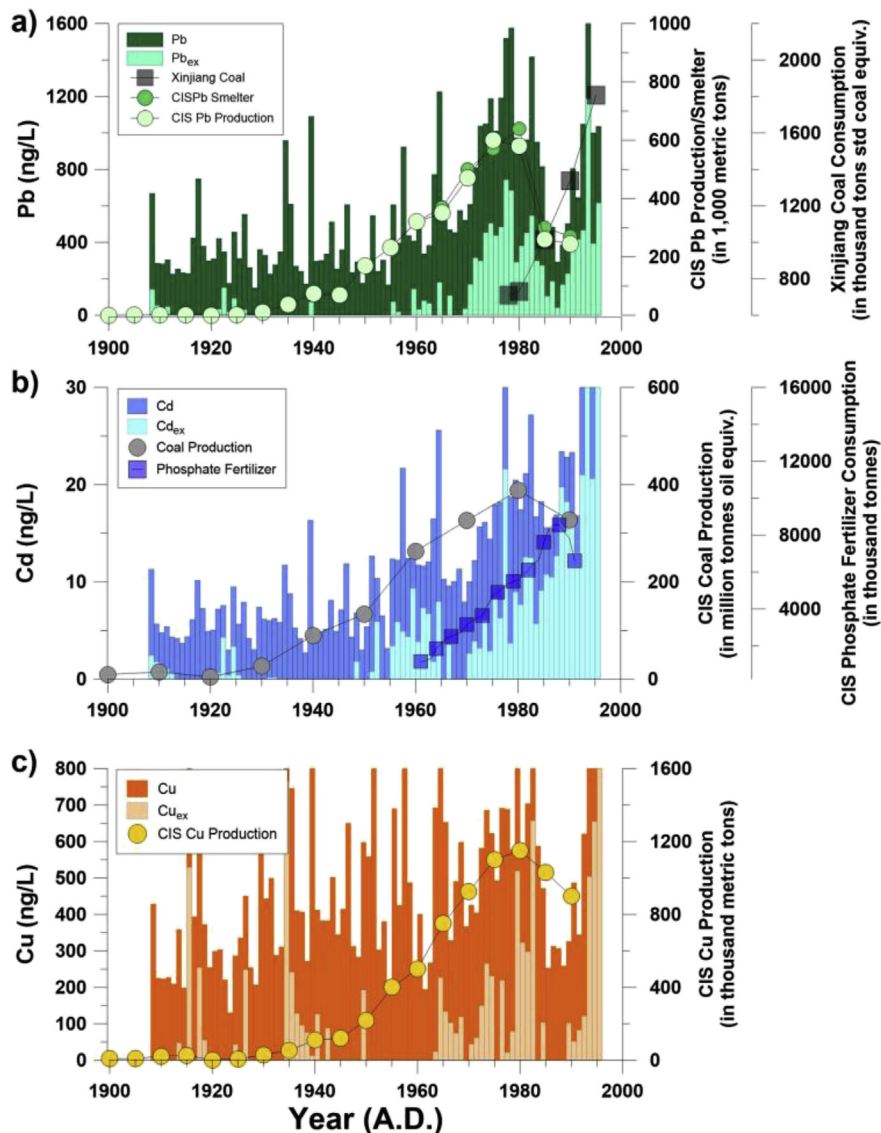 a)
1600
1200
800
400
0
Pb (ng/L)
Pb
Pbex
Xinjiang Coal
CISPb Smelter
CIS Pb Production
1000
800
600
400
200
0
CIS Pb Production/Smelter
(in 1,000 metric tons)
2000
1600
1200
800
Xinjiang Coal Consumption
(in thousand tons std coal equiv.)
1900 1920 1940 1960 1980 2000
b)
30
20
10
0
Cd (ng/L)
Cd
Cdex
Coal Production
Phosphate Fertilizer
600
400
200
0
CIS Coal Production
(in million tonnes oil equiv.)
16000
12000
8000
4000
CIS Phosphate Fertilizer Consumption
(in thousand tonnes)
1900 1920 1940 1960 1980 2000
c)
800
700
600
500
400
300
200
100
0
Cu (ng/L)
Cu
Cuex
CIS Cu Production
1600
1200
800
400
0
CIS Cu Production
(in thousand metric tons)
1900 1920 1940 1960 1980 2000
Year (A.D.)